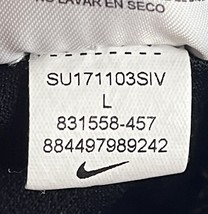 NO LAVAR EN SECO
SU171103SIV
L
831558-457
884497989242